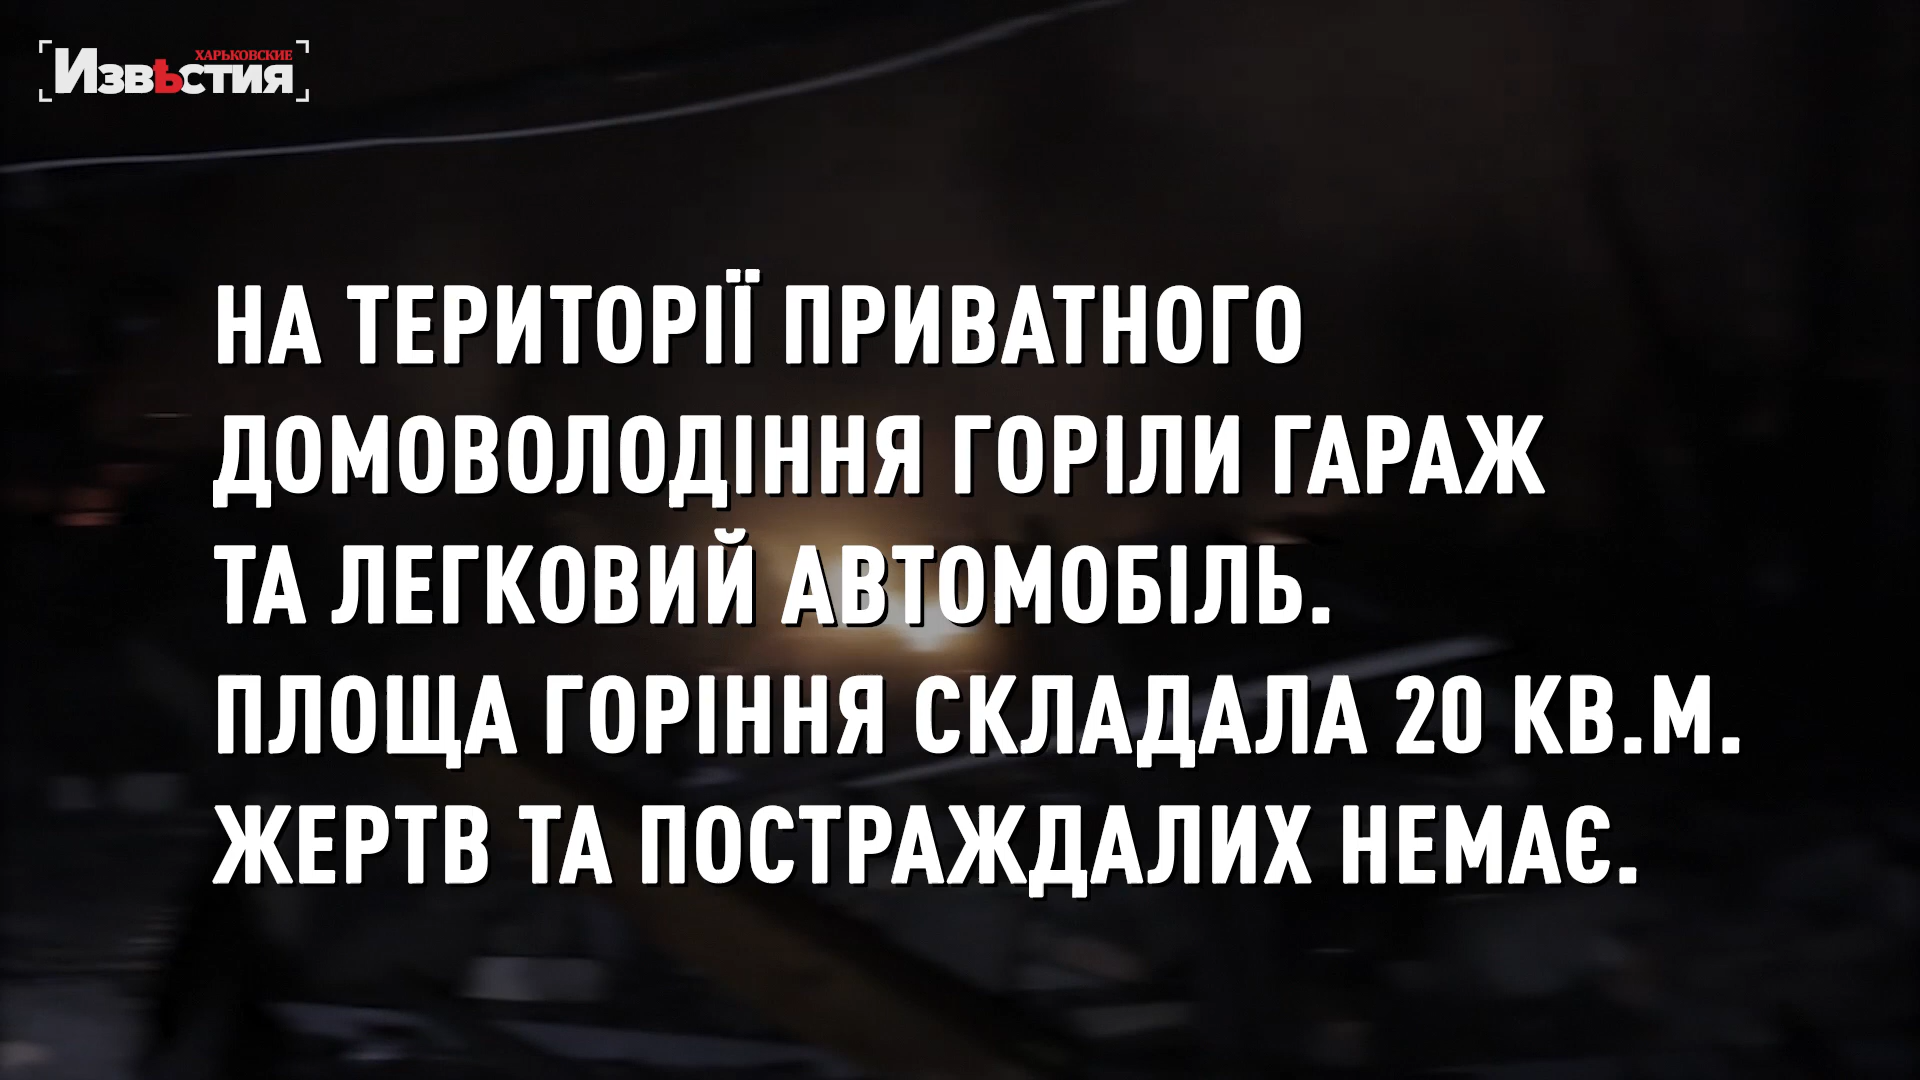 ХАРЬКОВСКИЕ
ИзвѢстия
НА ТЕРИТОРІЇ ПРИВАТНОГО
ДОМОВОЛОДІННЯ ГОРІЛИ ГАРАЖ
ТА ЛЕГКОВИЙ АВТОМОБІЛЬ.
ПЛОЩА ГОРІННЯ СКЛАДАЛА 20 КВ.М.
ЖЕРТВ ТА ПОСТРАЖДАЛИХ НЕМАЄ.